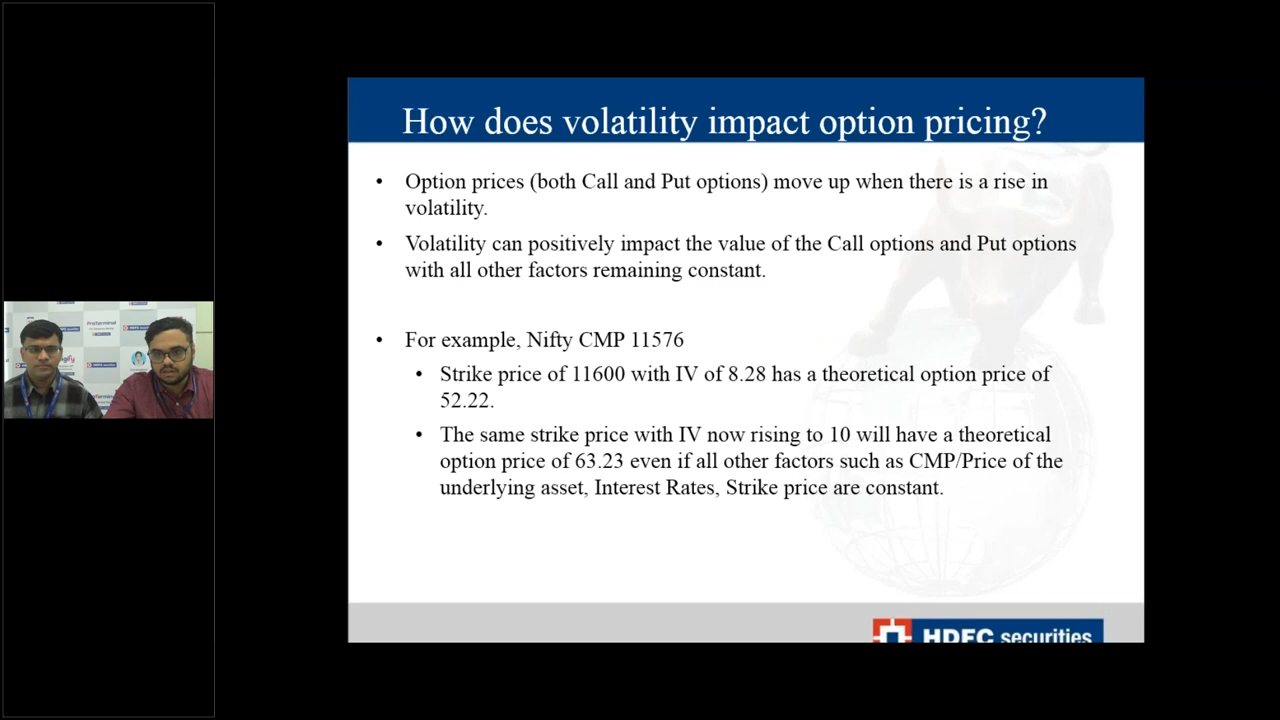 How does volatility impact option pricing?
• Option prices (both Call and Put options) move up when there is a rise in
volatility.
• Volatility can positively impact the value of the Call options and Put options
with all other factors remaining constant.
• For example, Nifty CMP 11576
• Strike price of 11600 with IV of 8.28 has a theoretical option price of
52.22.
• The same strike price with IV now rising to 10 will have a theoretical
option price of 63.23 even if all other factors such as CMP/Price of the
underlying asset, Interest Rates, Strike price are constant.
HDFC securities